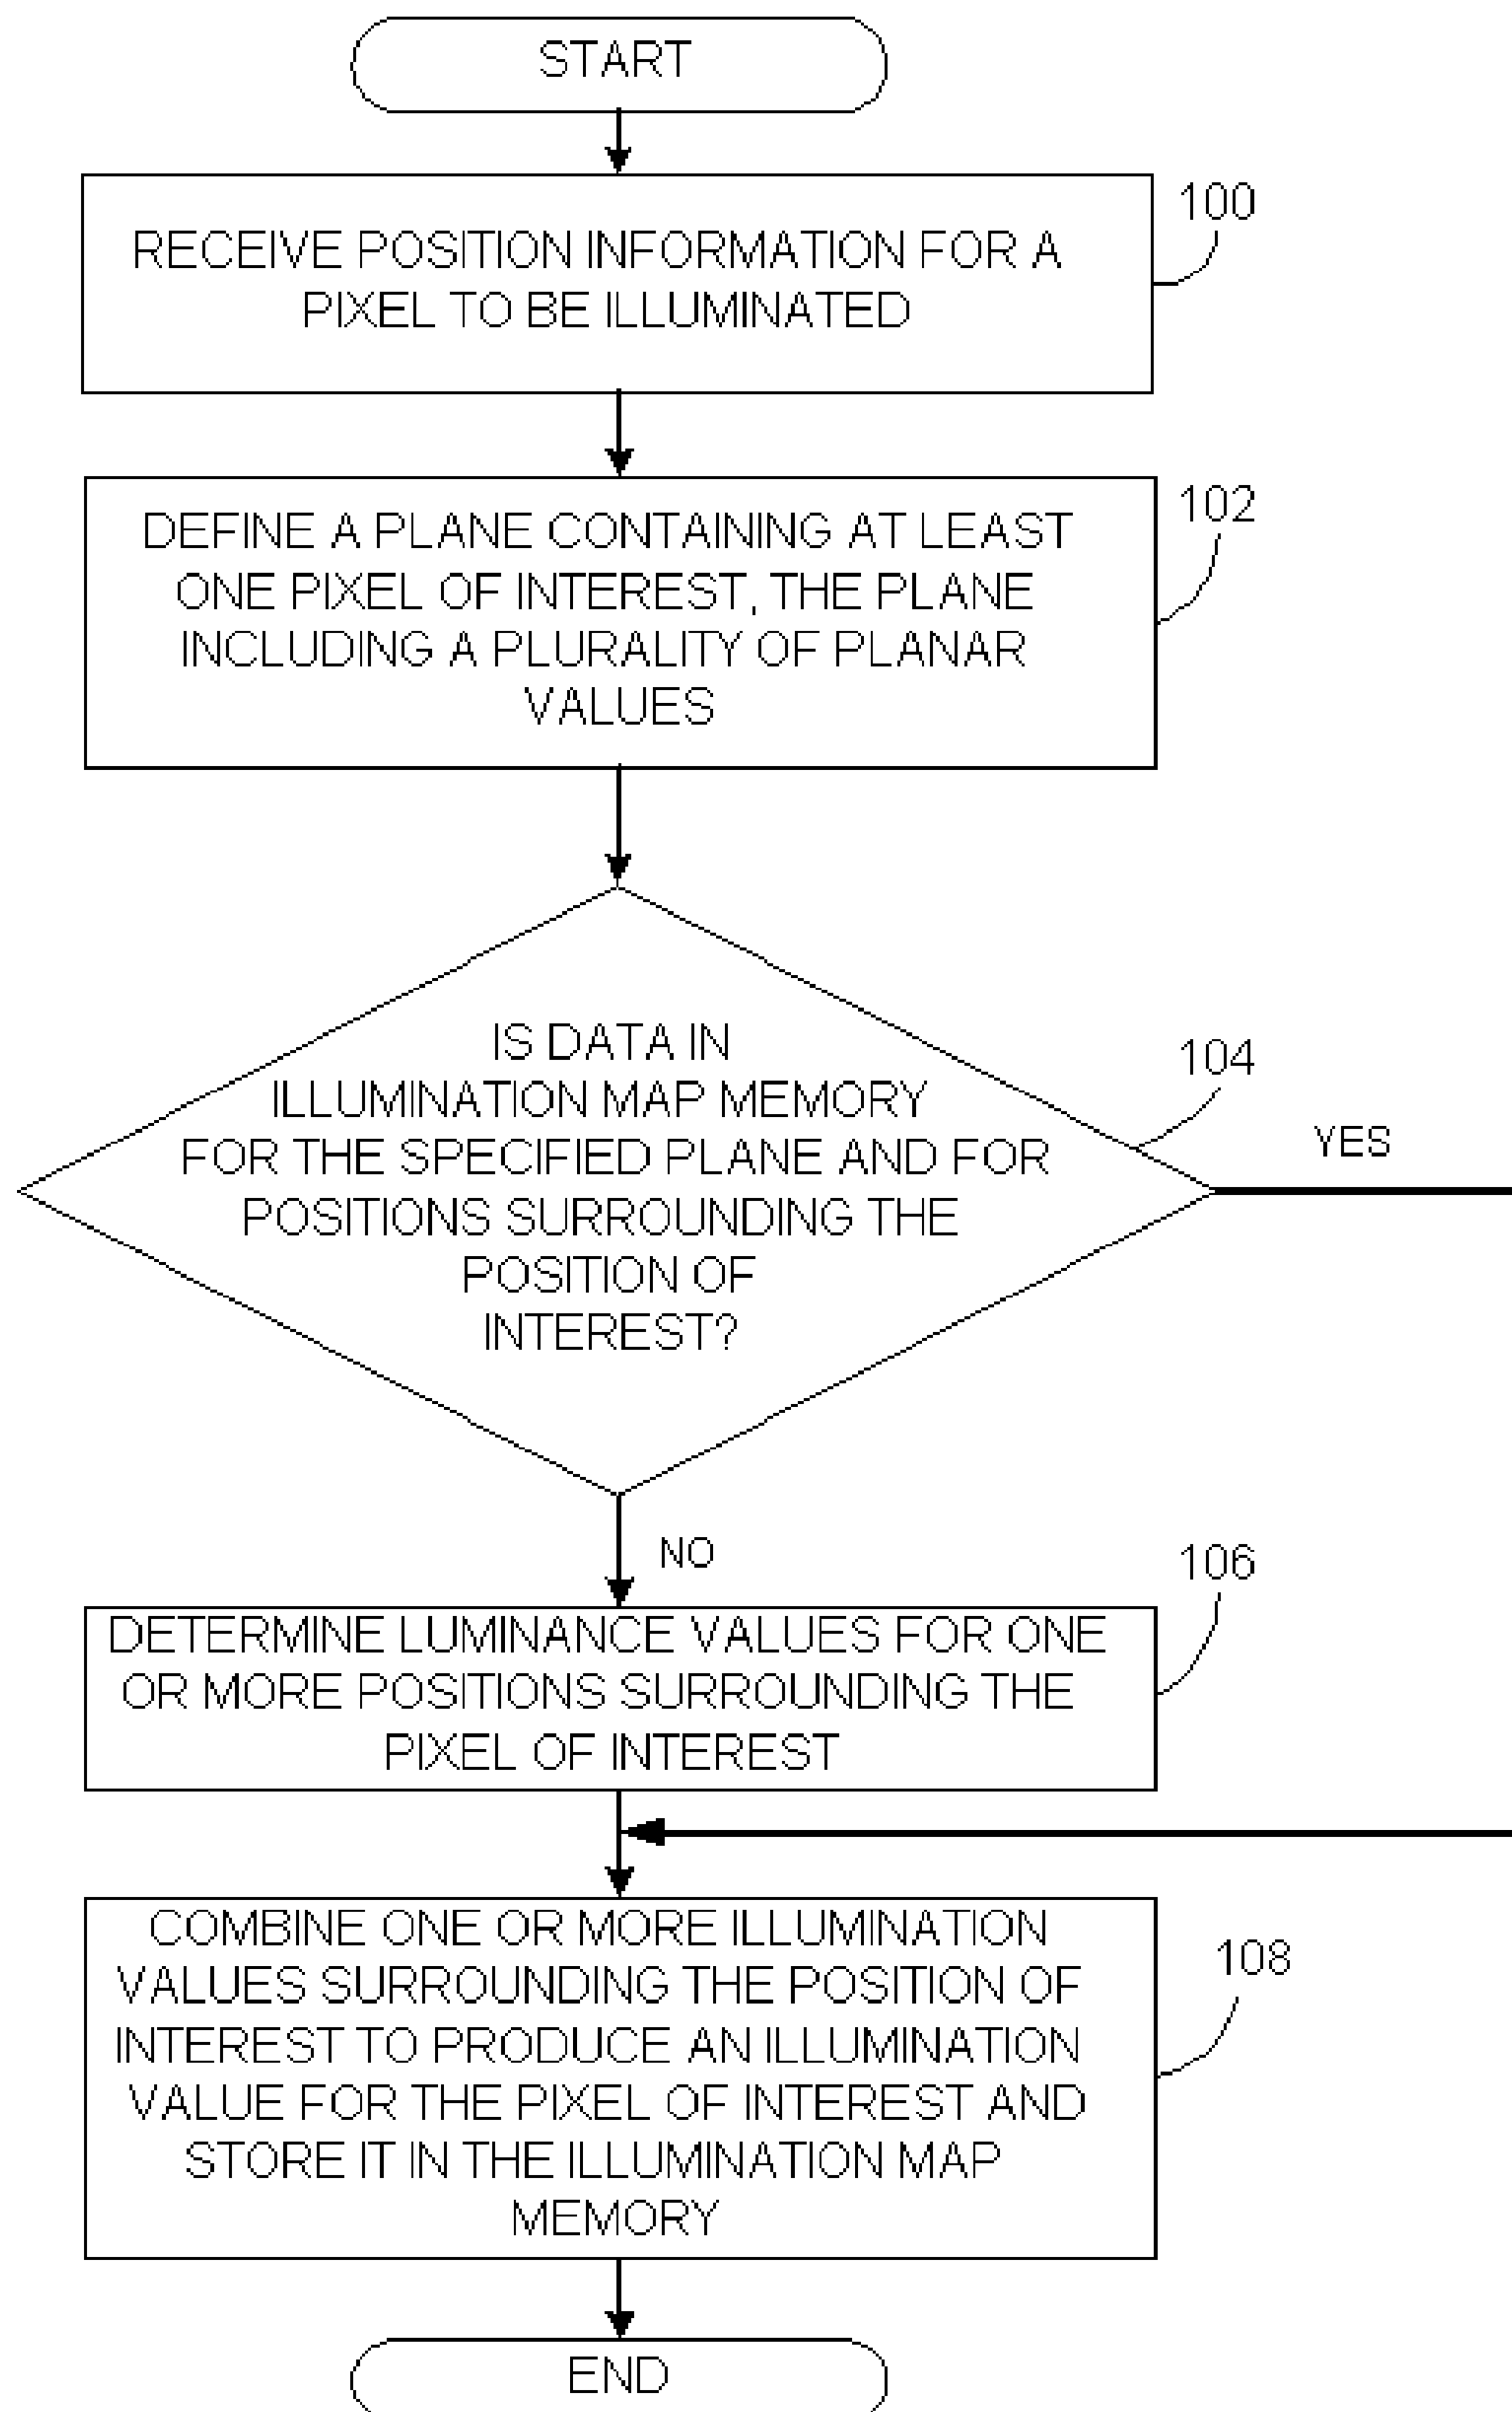 START
100
RECEIVE POSITION INFORMATION FOR A
PIXEL TO BE ILLUMINATED
102
DEFINE A PLANE CONTAINING AT LEAST
ONE PIXEL OF INTEREST, THE PLANE
INCLUDING A PLURALITY OF PLANAR
VALUES
IS DATA IN
ILLUMINATION MAP MEMORY
FOR THE SPECIFIED PLANE AND FOR
POSITIONS SURROUNDING THE
POSITION OF
INTEREST?
104
YES
NO
106
DETERMINE LUMINANCE VALUES FOR ONE
OR MORE POSITIONS SURROUNDING THE
PIXEL OF INTEREST
COMBINE ONE OR MORE ILLUMINATION
VALUES SURROUNDING THE POSITION OF
INTEREST TO PRODUCE AN ILLUMINATION
VALUE FOR THE PIXEL OF INTEREST AND
STORE IT IN THE ILLUMINATION MAP
MEMORY
108
END